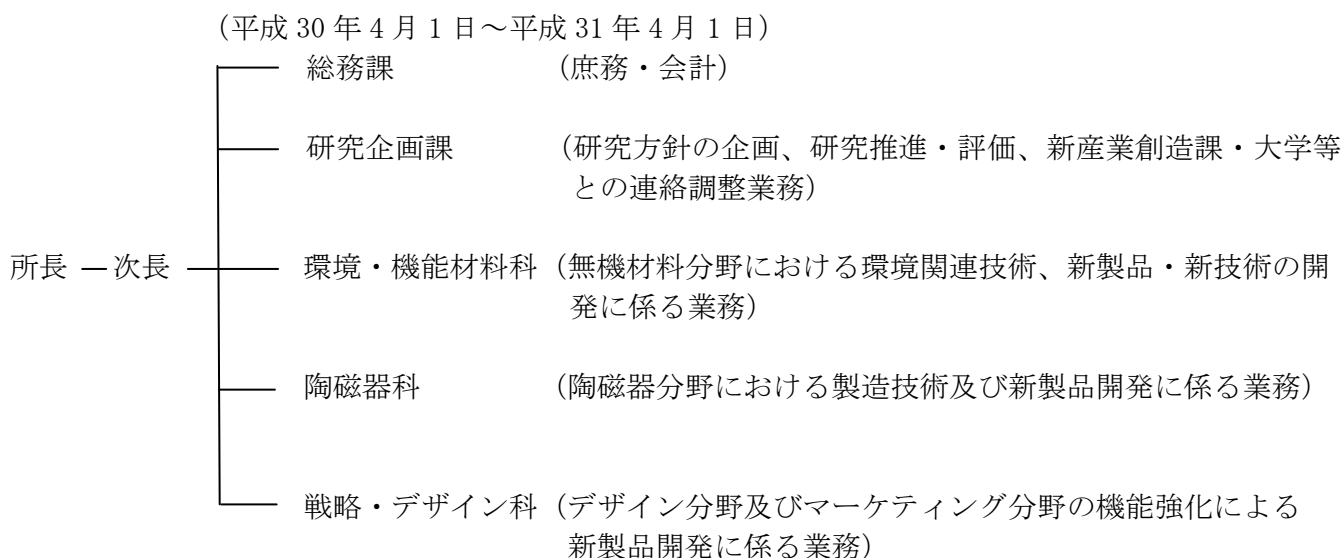 (平成 30 年 4 月 1 日～平成 31 年 4 月 1 日)
総務課 (庶務・会計)
研究企画課 (研究方針の企画、研究推進・評価、新産業創造課・大学等
との連絡調整業務)
所長 ― 次長 環境・機能材料科 (無機材料分野における環境関連技術、新製品・新技術の開
発に係る業務)
陶磁器科 (陶磁器分野における製造技術及び新製品開発に係る業務)
戦略・デザイン科 (デザイン分野及びマーケティング分野の機能強化による
新製品開発に係る業務)